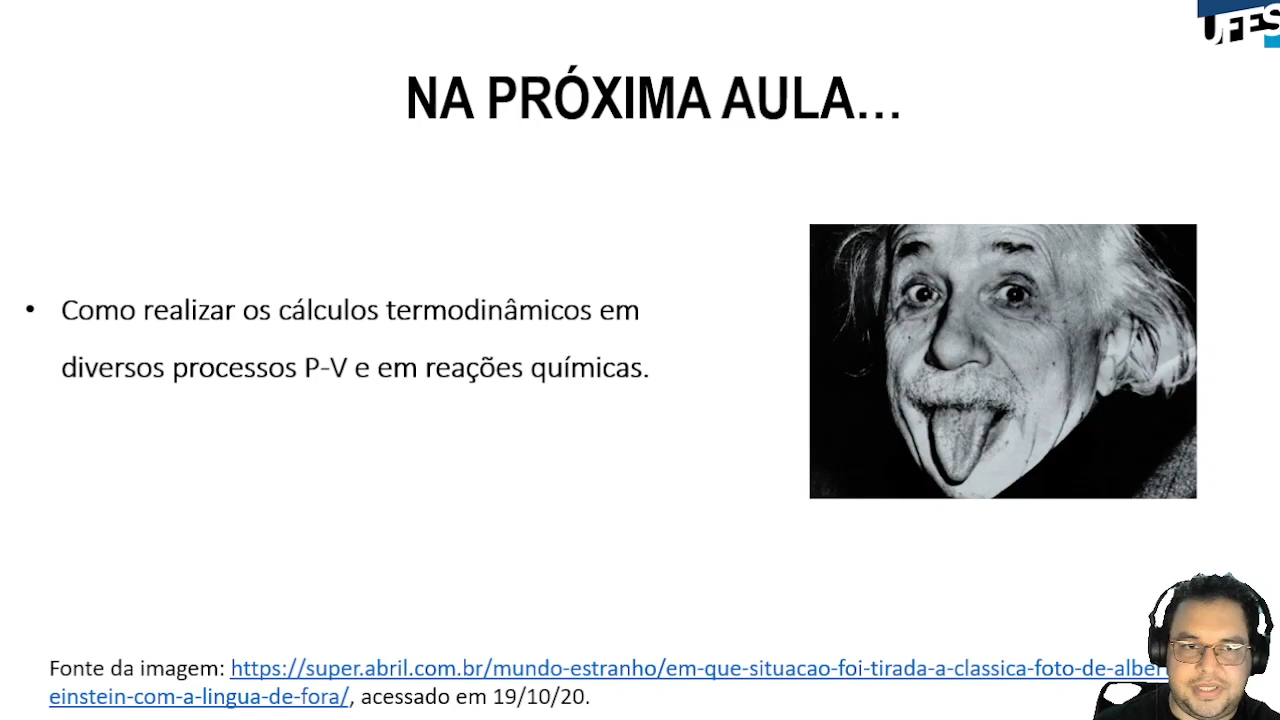 UFES
NA PRÓXIMA AULA...
• Como realizar os cálculos termodinâmicos em
diversos processos P-V e em reações químicas.
Fonte da imagem: https://super.abril.com.br/mundo-estranho/em-que-situacao-foi-tirada-a-classica-foto-de-alber
einstein-com-a-lingua-de-fora/, acessado em 19/10/20.